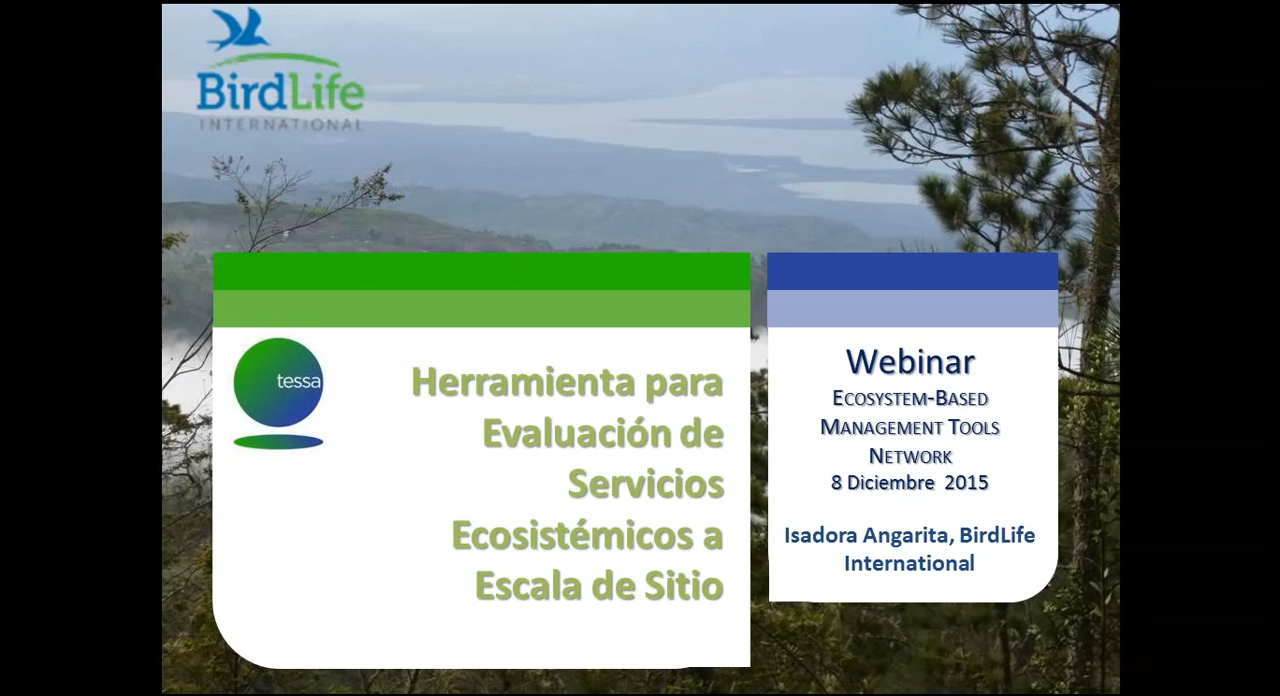 BirdLife
INTERNATIONAL
tessa
Herramienta para
Evaluación de
Servicios
Ecosistémicos a
Escala de Sitio
Webinar
ECOSYSTEM-BASED
MANAGEMENT TOOLS
NETWORK
8 Diciembre 2015
Isadora Angarita, BirdLife
International